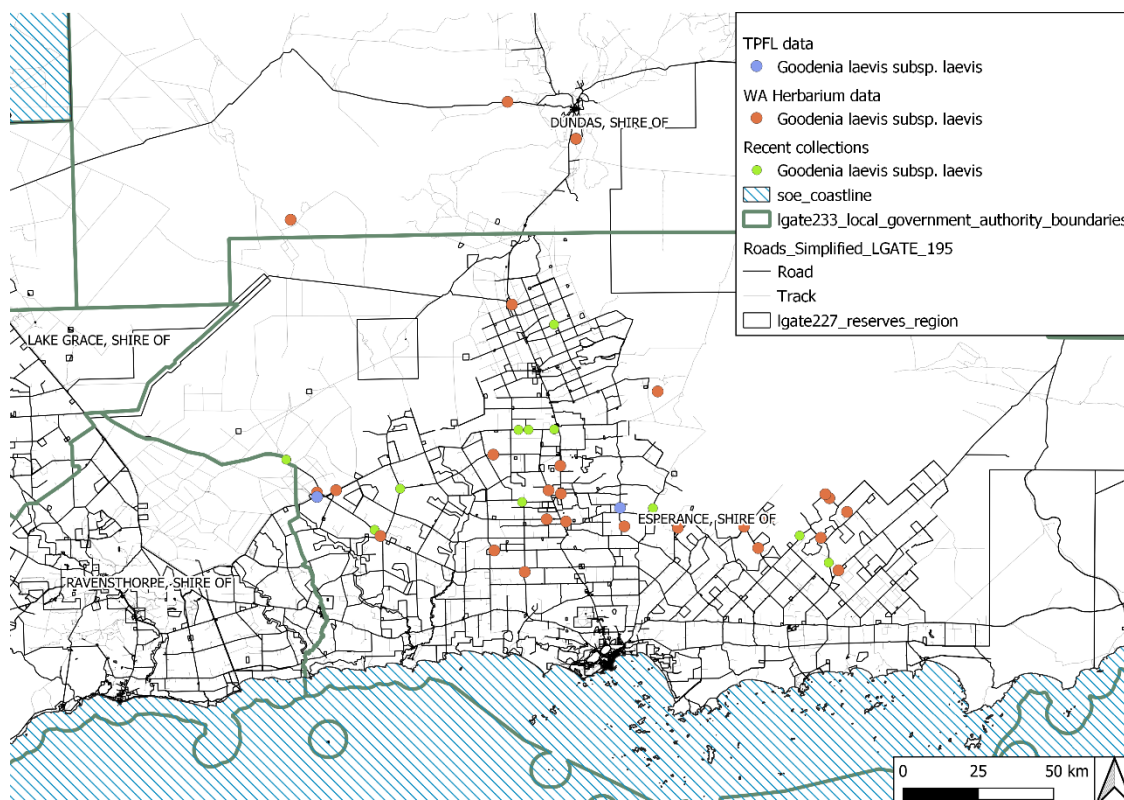 TPFL data
Goodenia laevis subsp. laevis
WA Herbarium data
Goodenia laevis subsp. laevis
Recent collections
Goodenia laevis subsp. laevis
soe_coastline
lgate233_local_government_authority_boundaries
Roads_Simplified_LGATE_195
Road
Track
lgate227_reserves_region
DUNDAS, SHIRE OF
LAKE GRACE, SHIRE OF
ESPERANCE, SHIRE OF
RAVENSTHORPE, SHIRE OF
0 25 50 km